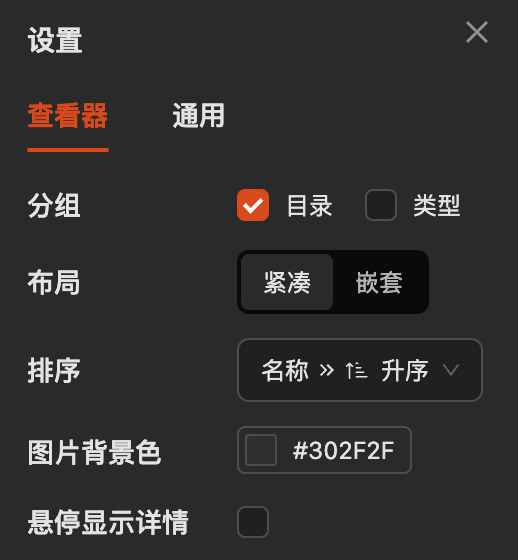 设置
查看器 通用
分组 目录 类型
布局 紧凑 嵌套
排序 名称 » 升序
图片背景色 #302F2F
悬停显示详情